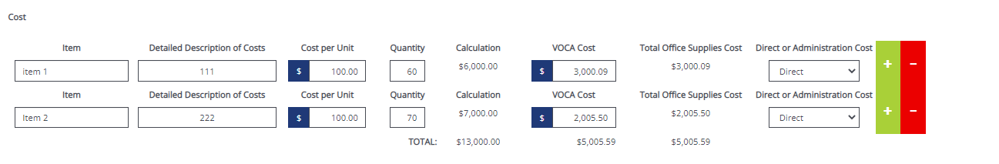 Cost
Item Detailed Description of Costs Cost per Unit Quantity Calculation VOCA Cost Total Office Supplies Cost Direct or Administration Cost
item 1 111 $ 100.00 60 $6,000.00 $ 3,000.09 $3,000.09 Direct + -
Item Detailed Description of Costs Cost per Unit Quantity Calculation VOCA Cost Total Office Supplies Cost Direct or Administration Cost
Item 2 222 $ 100.00 70 $7,000.00 $ 2,005.50 $2,005.50 Direct + -
TOTAL: $13,000.00 $5,005.59 $5,005.59